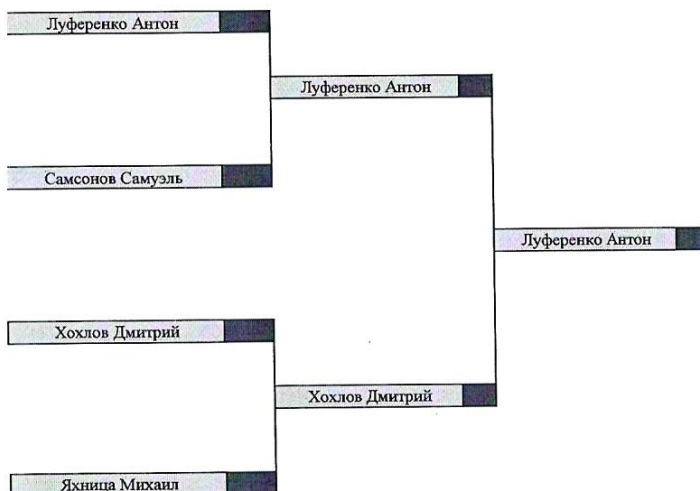 Луференко Антон
Луференко Антон
Самсонов Самуэль
Луференко Антон
Хохлов Дмитрий
Хохлов Дмитрий
Яхница Михаил